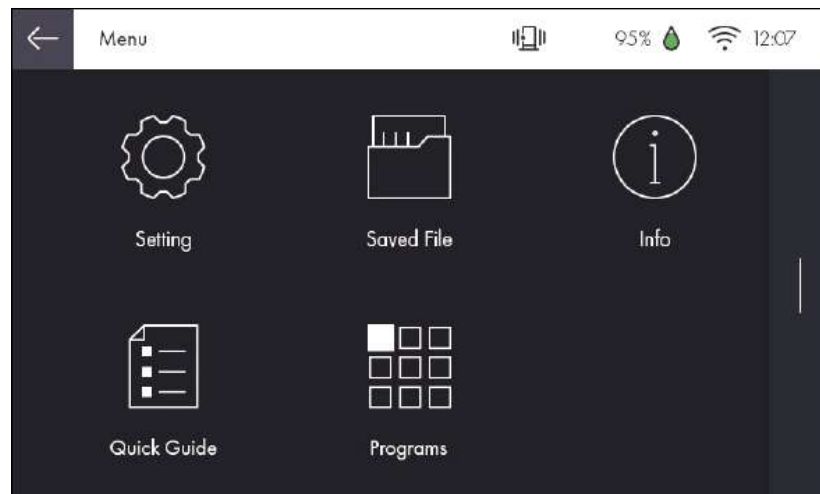 Menu
95%
12:07
Setting
Saved File
Info
Quick Guide
Programs